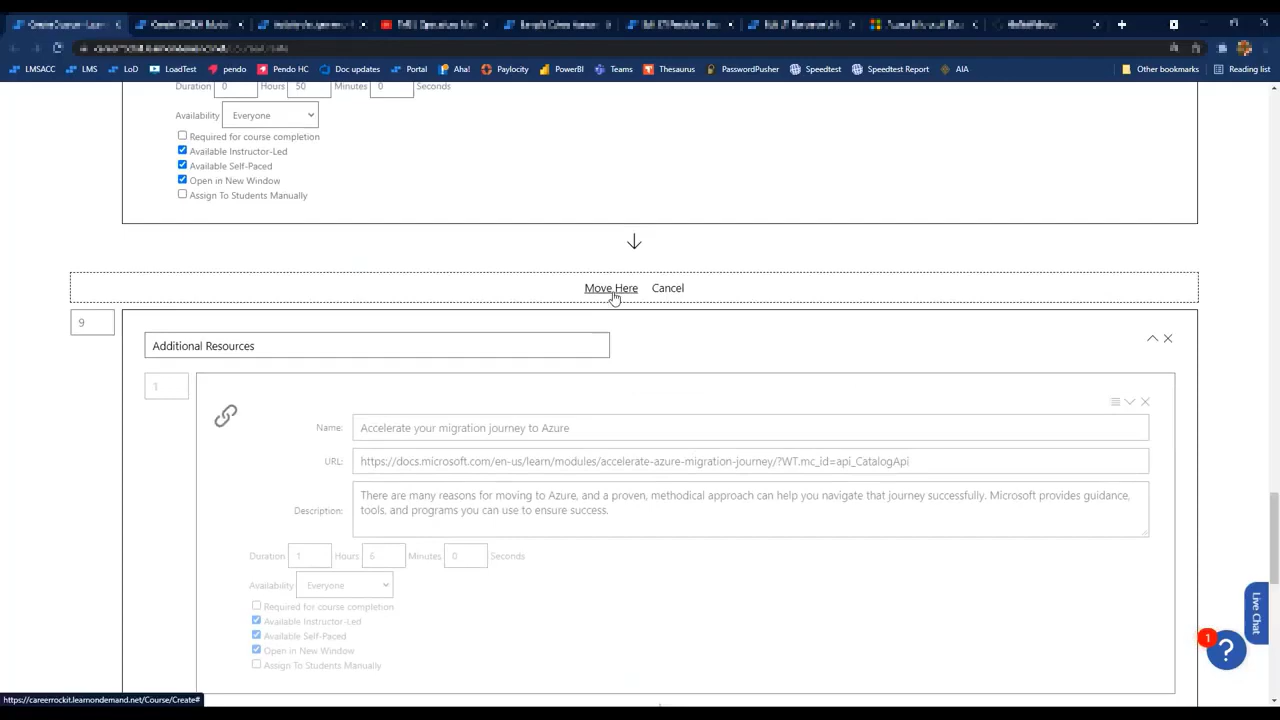 LMSACC LMS LoD LoadTest pendo Pendo HC Doc updates Portal Aha! Paylocity PowerBI Teams Thesaurus PasswordPusher Speedtest Speedtest Report AIA Other bookmarks Reading list
Duration 0 Hours 50 Minutes 0 Seconds
Availability Everyone
Required for course completion
Available Instructor-Led
Available Self-Paced
Open in New Window
Assign To Students Manually
Move Here Cancel
9
Additional Resources
1
Name: Accelerate your migration journey to Azure
URL: https://docs.microsoft.com/en-us/learn/modules/accelerate-azure-migration-journey/?WT.mc_id=api_CatalogApi
Description: There are many reasons for moving to Azure, and a proven, methodical approach can help you navigate that journey successfully. Microsoft provides guidance,
tools, and programs you can use to ensure success.
Duration 1 Hours 6 Minutes 0 Seconds
Availability Everyone
Required for course completion
Available Instructor-Led
Available Self-Paced
Open in New Window
Assign To Students Manually
Live Chat
1
?
https://careerrockit.learnondemand.net/Course/Create#